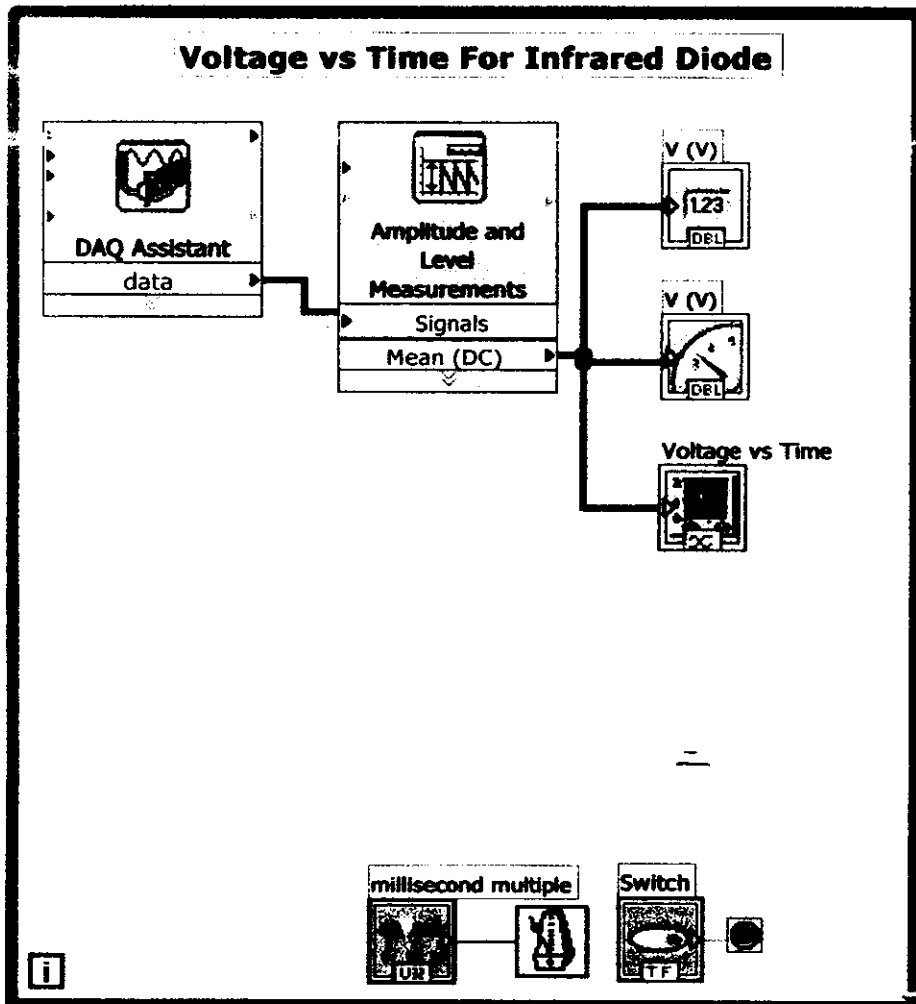 Voltage vs Time For Infrared Diode
DAQ Assistant
data
Amplitude and
Level
Measurements
Signals
Mean (DC)
V (V)
1.23
DBL
V (V)
DBL
Voltage vs Time
millisecond multiple
Switch
TF
i